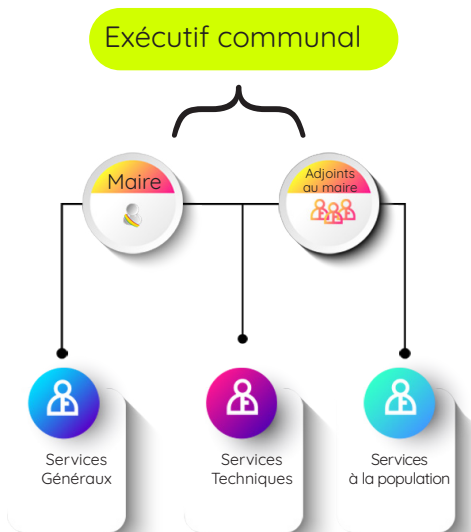 Exécutif communal
Maire
Adjoints
au maire
Services
Généraux
Services
Techniques
Services
à la population